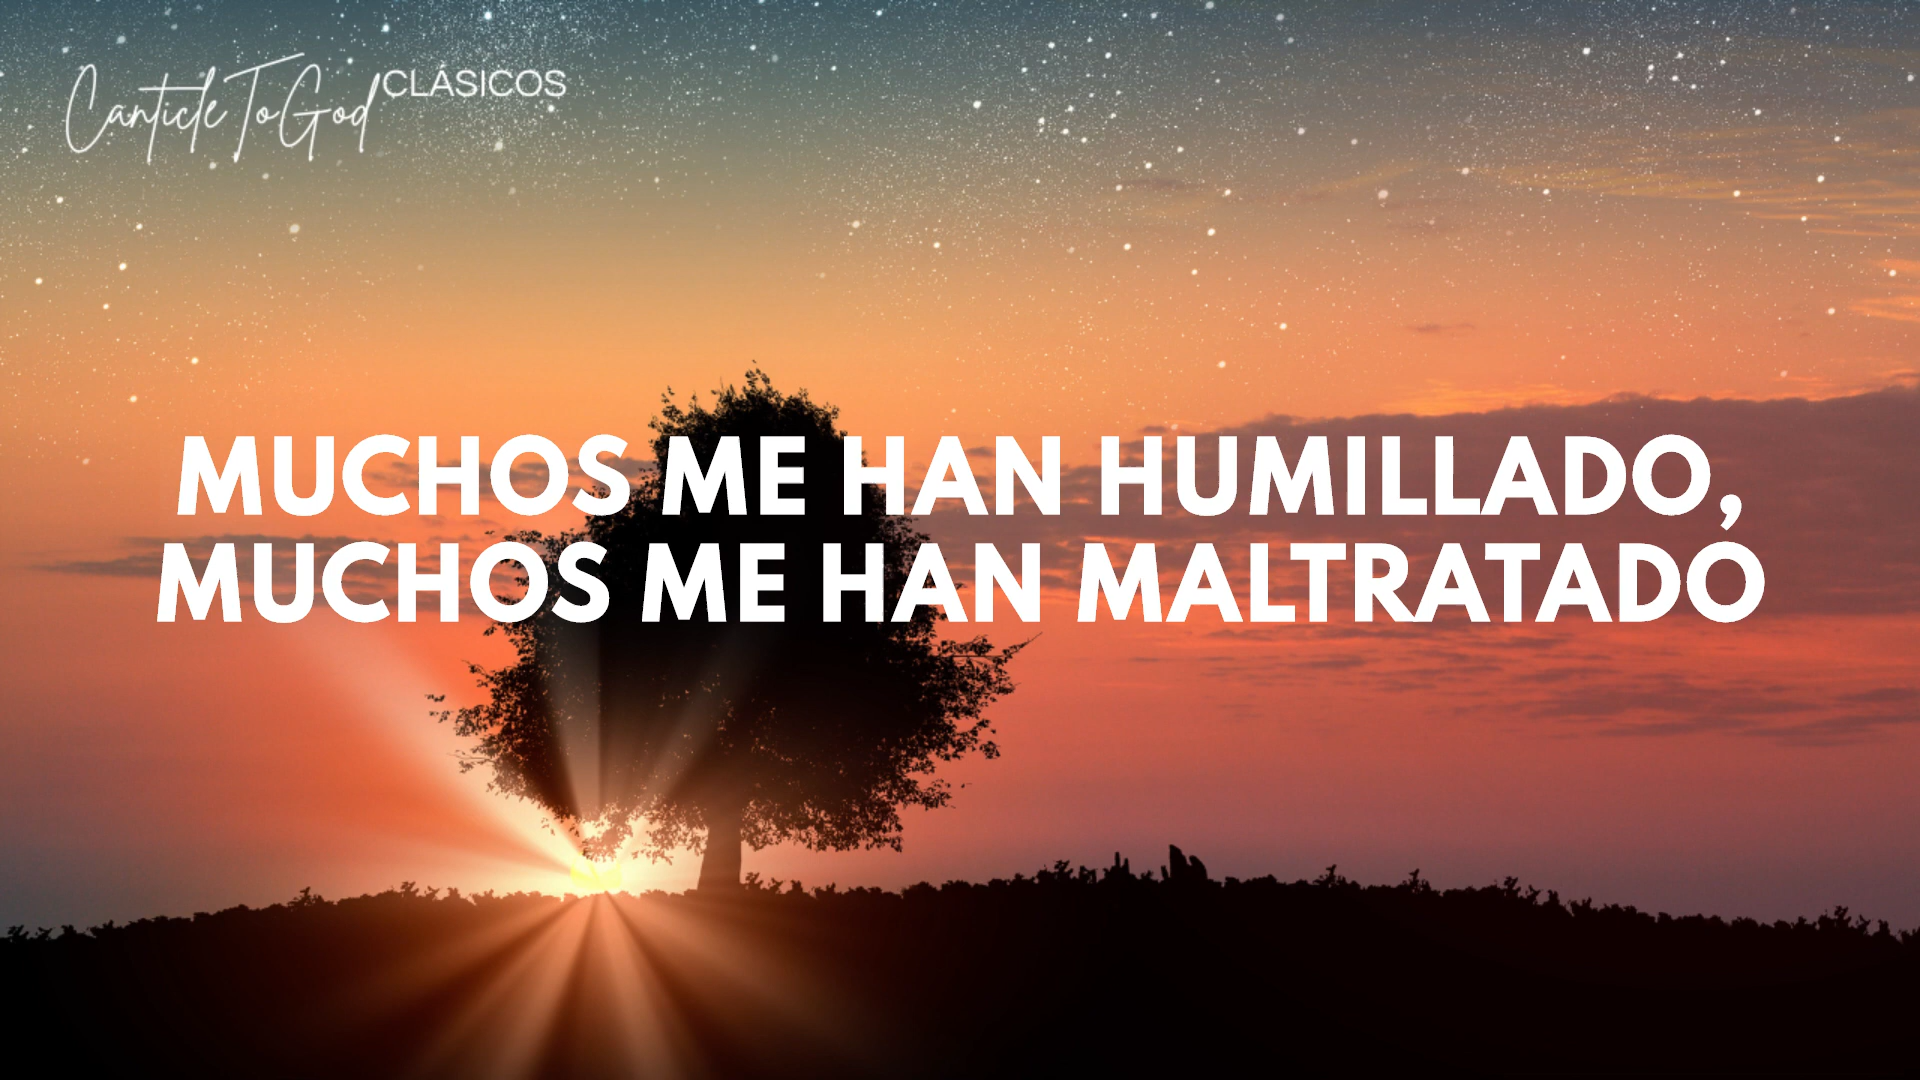 CanticleToGod CLÁSICOS
MUCHOS ME HAN HUMILLADO,
MUCHOS ME HAN MALTRATADO